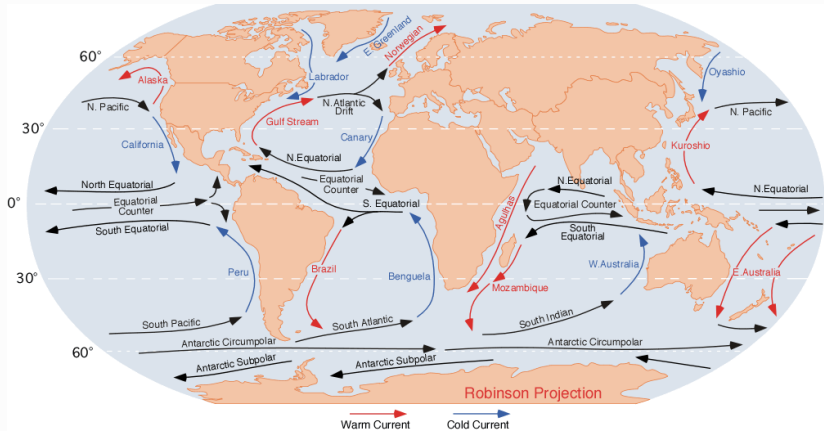 60°
30°
0°
30°
60°
E. Greenland
Norwegian
Labrador
Alaska
Oyashio
N. Pacific
N. Atlantic
Drift
N. Pacific
Gulf Stream
California
Canary
Kuroshio
N.Equatorial
North Equatorial
Equatorial
Counter
N.Equatorial
N.Equatorial
Equatorial
Counter
S. Equatorial
Agulhas
Equatorial Counter
South Equatorial
South
Equatorial
Peru
Brazil
Benguela
Mozambique
W.Australia
E.Australia
South Pacific
South Atlantic
South Indian
Antarctic Circumpolar
Antarctic Circumpolar
Antarctic Subpolar
Antarctic Subpolar
Robinson Projection
Warm Current
Cold Current